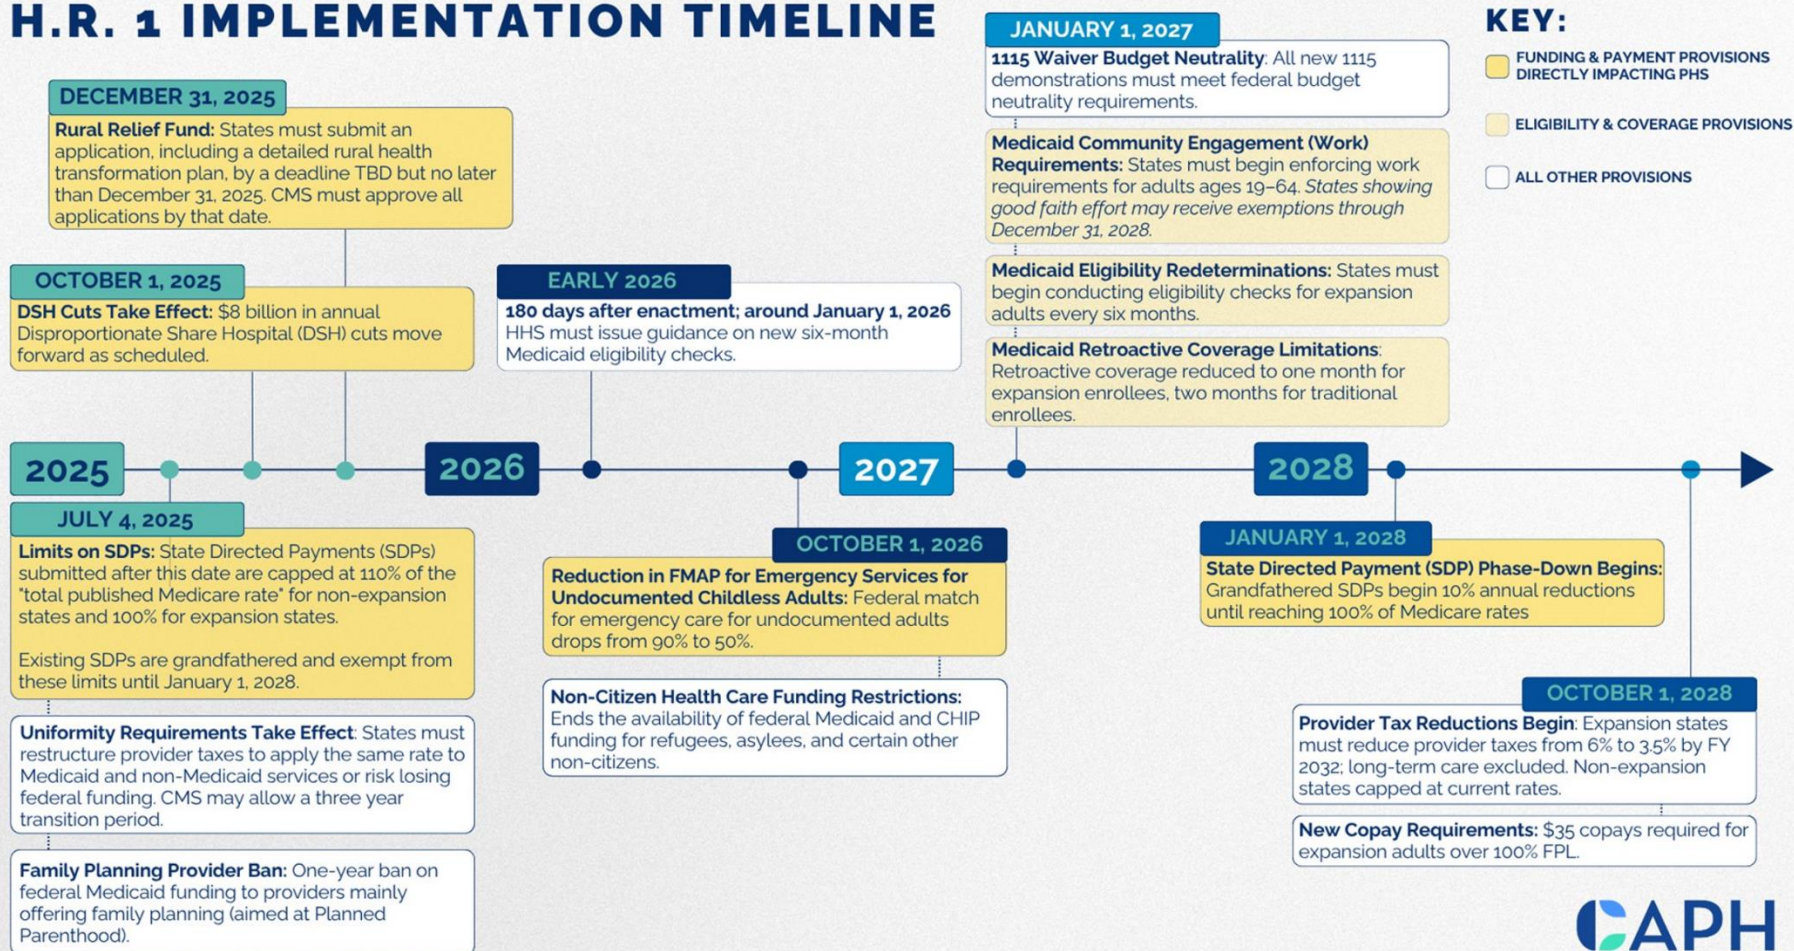 H.R. 1 IMPLEMENTATION TIMELINE
KEY:
FUNDING & PAYMENT PROVISIONS
DIRECTLY IMPACTING PHS
ELIGIBILITY & COVERAGE PROVISIONS
ALL OTHER PROVISIONS
DECEMBER 31, 2025
Rural Relief Fund: States must submit an
application, including a detailed rural health
transformation plan, by a deadline TBD but no later
than December 31, 2025. CMS must approve all
applications by that date.
OCTOBER 1, 2025
DSH Cuts Take Effect: $8 billion in annual
Disproportionate Share Hospital (DSH) cuts move
forward as scheduled.
EARLY 2026
180 days after enactment; around January 1, 2026
HHS must issue guidance on new six-month
Medicaid eligibility checks.
JANUARY 1, 2027
1115 Waiver Budget Neutrality: All new 1115
demonstrations must meet federal budget
neutrality requirements.
Medicaid Community Engagement (Work)
Requirements: States must begin enforcing work
requirements for adults ages 19–64. States showing
good faith effort may receive exemptions through
December 31, 2028.
Medicaid Eligibility Redeterminations: States must
begin conducting eligibility checks for expansion
adults every six months.
Medicaid Retroactive Coverage Limitations:
Retroactive coverage reduced to one month for
expansion enrollees, two months for traditional
enrollees.
2025
2026
2027
2028
JULY 4, 2025
Limits on SDPs: State Directed Payments (SDPs)
submitted after this date are capped at 110% of the
"total published Medicare rate" for non-expansion
states and 100% for expansion states.
Existing SDPs are grandfathered and exempt from
these limits until January 1, 2028.
Uniformity Requirements Take Effect: States must
restructure provider taxes to apply the same rate to
Medicaid and non-Medicaid services or risk losing
federal funding. CMS may allow a three year
transition period.
Family Planning Provider Ban: One-year ban on
federal Medicaid funding to providers mainly
offering family planning (aimed at Planned
Parenthood).
OCTOBER 1, 2026
Reduction in FMAP for Emergency Services for
Undocumented Childless Adults: Federal match
for emergency care for undocumented adults
drops from 90% to 50%.
Non-Citizen Health Care Funding Restrictions:
Ends the availability of federal Medicaid and CHIP
funding for refugees, asylees, and certain other
non-citizens.
JANUARY 1, 2028
State Directed Payment (SDP) Phase-Down Begins:
Grandfathered SDPs begin 10% annual reductions
until reaching 100% of Medicare rates
OCTOBER 1, 2028
Provider Tax Reductions Begin: Expansion states
must reduce provider taxes from 6% to 3.5% by FY
2032; long-term care excluded. Non-expansion
states capped at current rates.
New Copay Requirements: $35 copays required for
expansion adults over 100% FPL.
CAPH